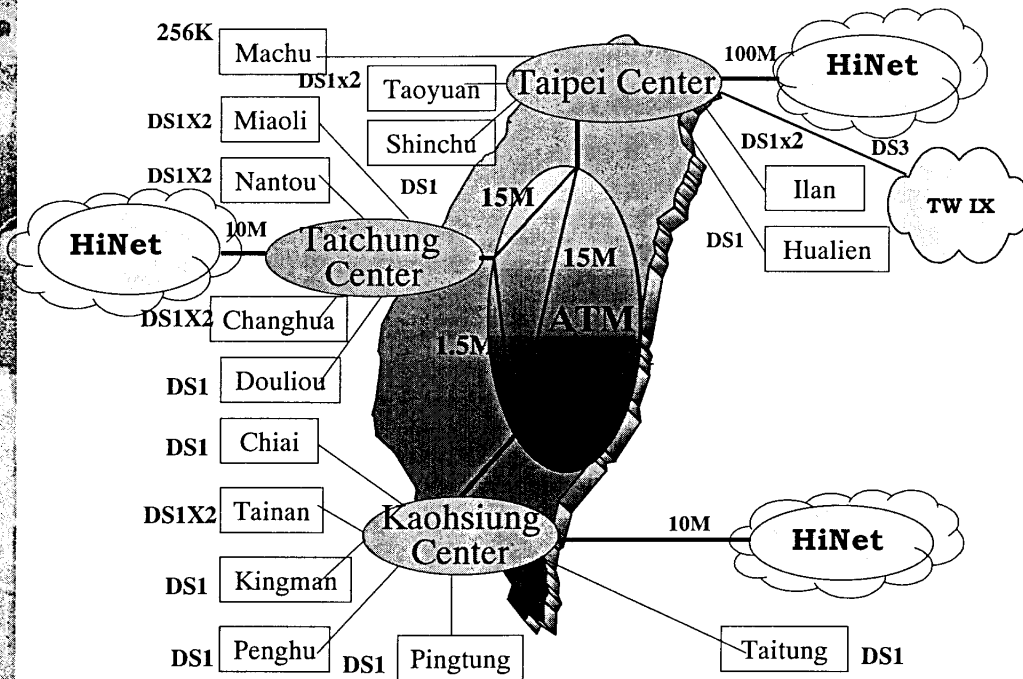 256K
Machu
DS1x2
Taoyuan
Taipei Center
100M
HiNet
DS1X2
Miaoli
Shinchu
DS1
DS1x2
DS3
DS1X2
Nantou
15M
Ilan
TW IX
HiNet
10M
Taichung
Center
15M
DS1
Hualien
DS1X2
Changhua
ATM
1.5M
DS1
Douliou
DS1
Chiai
DS1X2
Tainan
Kaohsiung
Center
10M
HiNet
DS1
Kingman
DS1
Penghu
DS1
Pingtung
Taitung
DS1